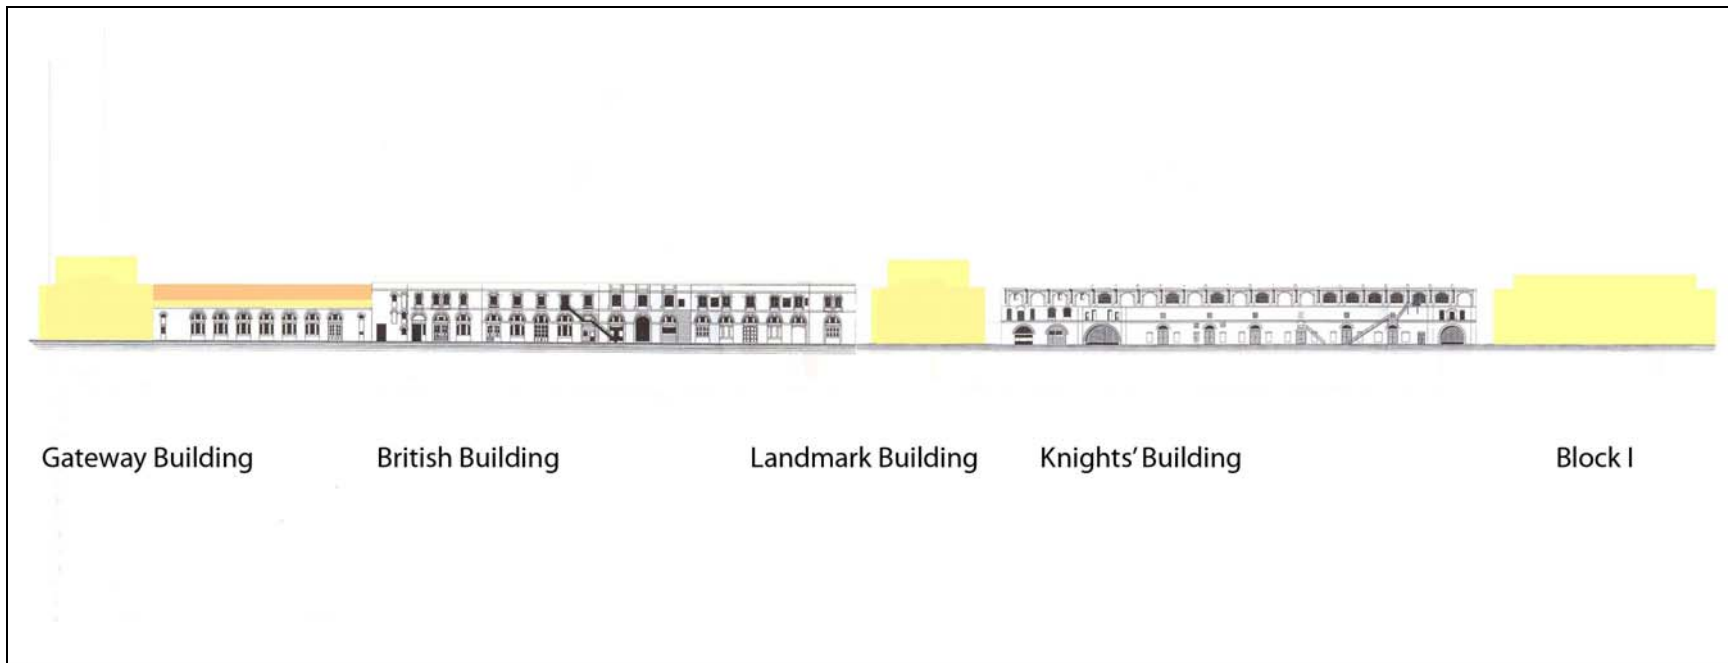 Gateway Building
British Building
Landmark Building
Knights' Building
Block I